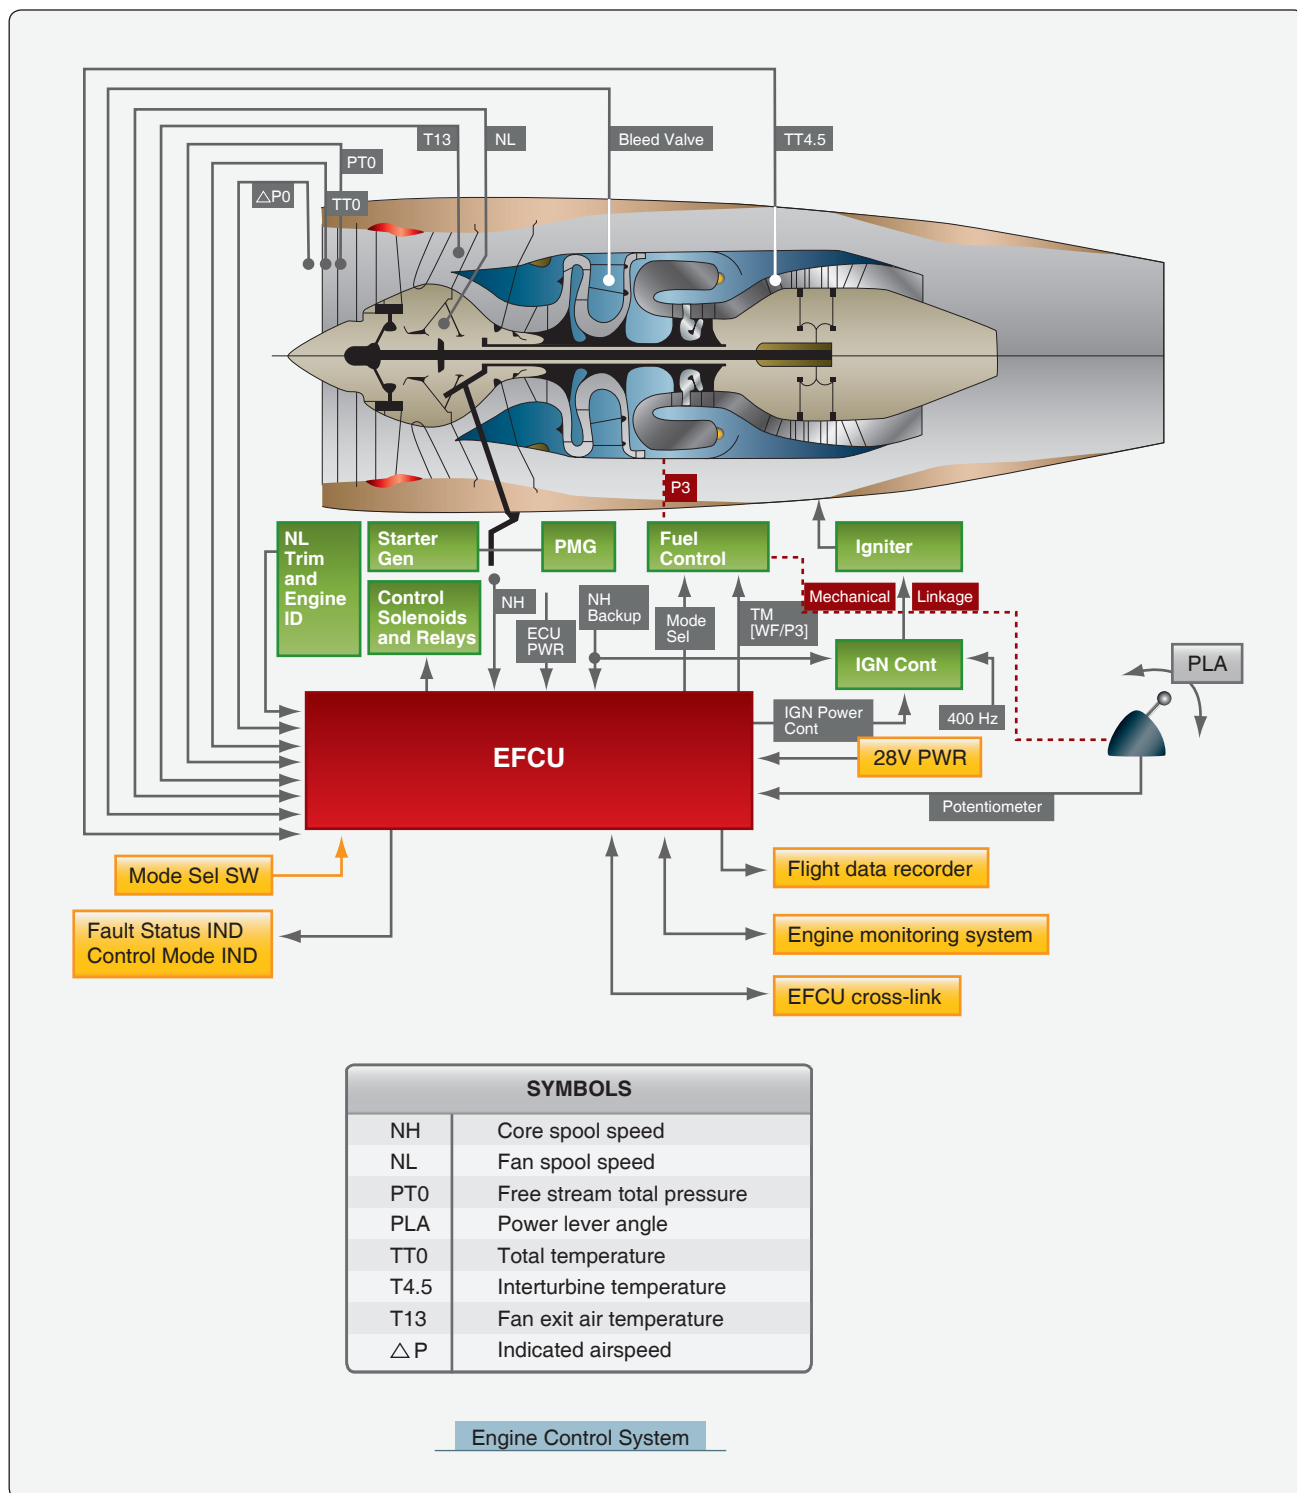 T13
NL
Bleed Valve
TT4.5
PT0
△P0
TT0
P3
NL
Trim
and
Engine
ID
Starter
Gen
PMG
Fuel
Control
Igniter
Control
Solenoids
and Relays
NH
ECU
PWR
NH
Backup
Mode
Sel
TM
[WF/P3]
Mechanical
Linkage
IGN Cont
PLA
IGN Power
Cont
400 Hz
EFCU
28V PWR
Potentiometer
Mode Sel SW
Flight data recorder
Fault Status IND
Control Mode IND
Engine monitoring system
EFCU cross-link
SYMBOLS
NH Core spool speed
NL Fan spool speed
PT0 Free stream total pressure
PLA Power lever angle
TT0 Total temperature
T4.5 Interturbine temperature
T13 Fan exit air temperature
△P Indicated airspeed
Engine Control System